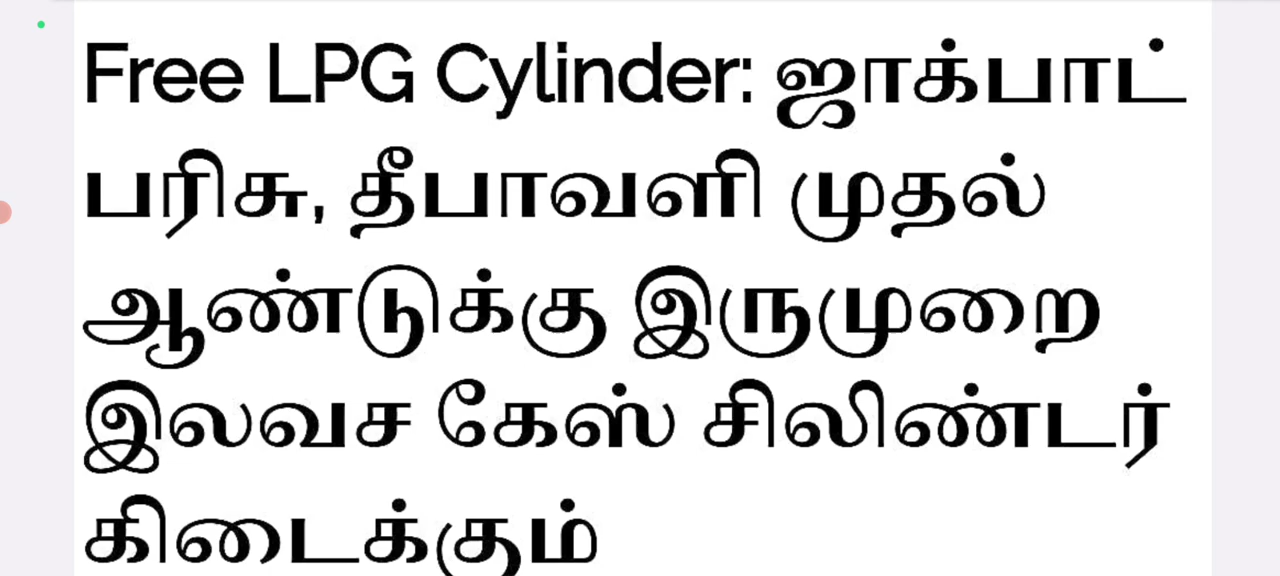 Free LPG Cylinder: ஜாக்பாட்
பரிசு, தீபாவளி முதல்
ஆண்டுக்கு இருமுறை
இலவச கேஸ் சிலிண்டர்
கிடைக்கும்